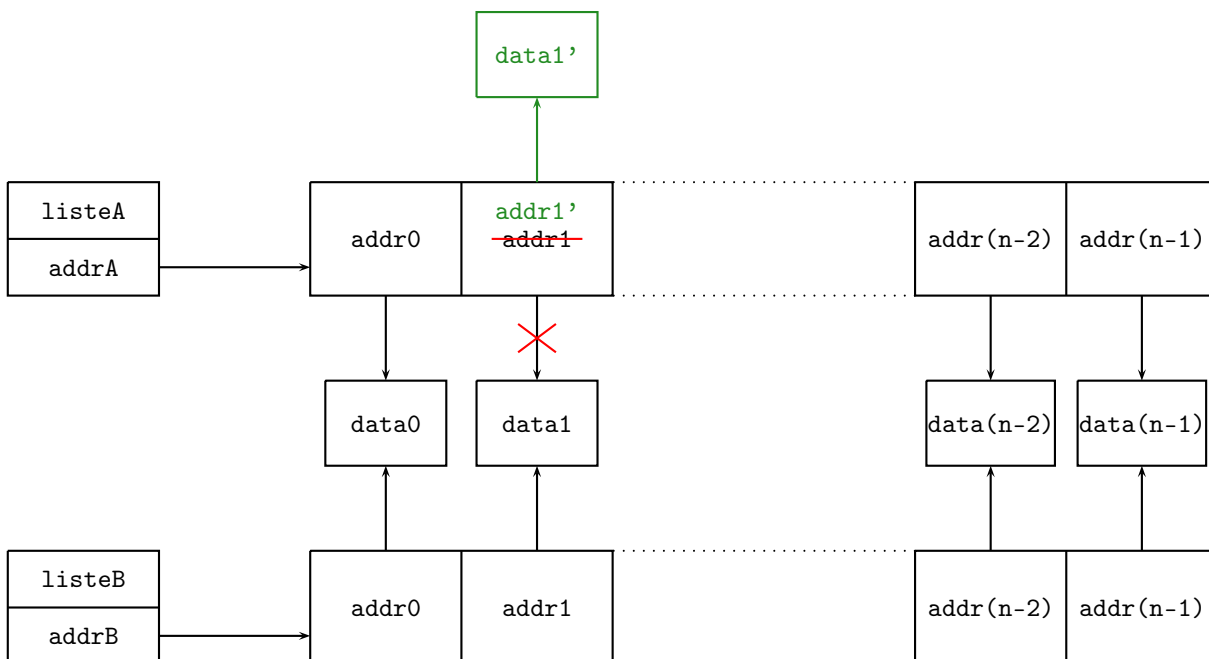 data1’
listeA
addrA
addr0
addr1’
addr1
addr(n-2)
addr(n-1)
data0
data1
data(n-2)
data(n-1)
listeB
addrB
addr0
addr1
addr(n-2)
addr(n-1)